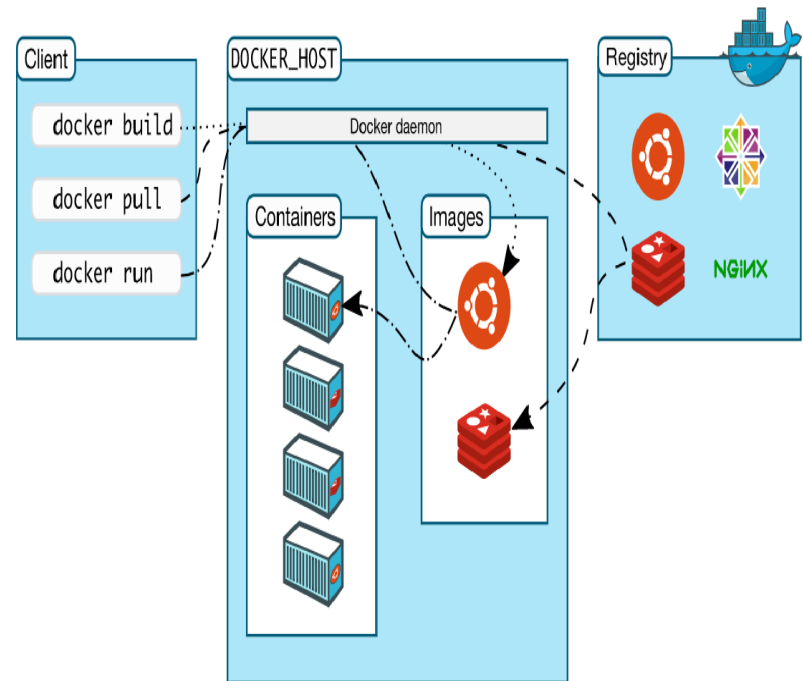 Client
docker build
docker pull
docker run
DOCKER_HOST
Docker daemon
Containers
Images
Registry
NGiNX